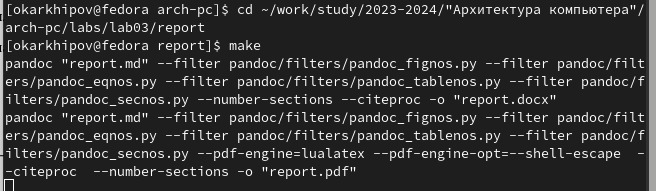 [okarkhipov@fedora arch-pc]$ cd ~/work/study/2023-2024/"Архитектура компьютера"/
arch-pc/labs/lab03/report
[okarkhipov@fedora report]$ make
pandoc "report.md" --filter pandoc/filters/pandoc_fignos.py --filter pandoc/filt
ers/pandoc_eqnos.py --filter pandoc/filters/pandoc_tablenos.py --filter pandoc/f
ilters/pandoc_secnos.py --number-sections --citeproc -o "report.docx"
pandoc "report.md" --filter pandoc/filters/pandoc_fignos.py --filter pandoc/filt
ers/pandoc_eqnos.py --filter pandoc/filters/pandoc_tablenos.py --filter pandoc/f
ilters/pandoc_secnos.py --pdf-engine=lualatex --pdf-engine-opt=--shell-escape  -
-citeproc  --number-sections -o "report.pdf"